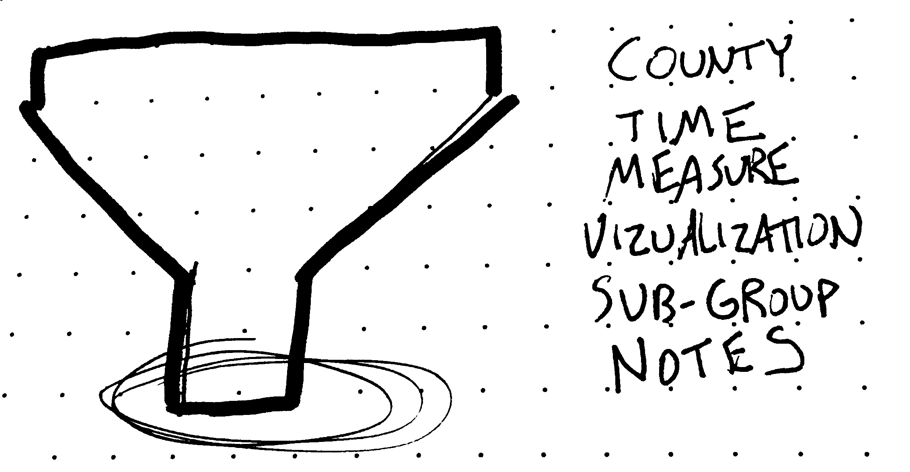 COUNTY
TIME
MEASURE
VIZUALIZATION
SUB-GROUP
NOTES